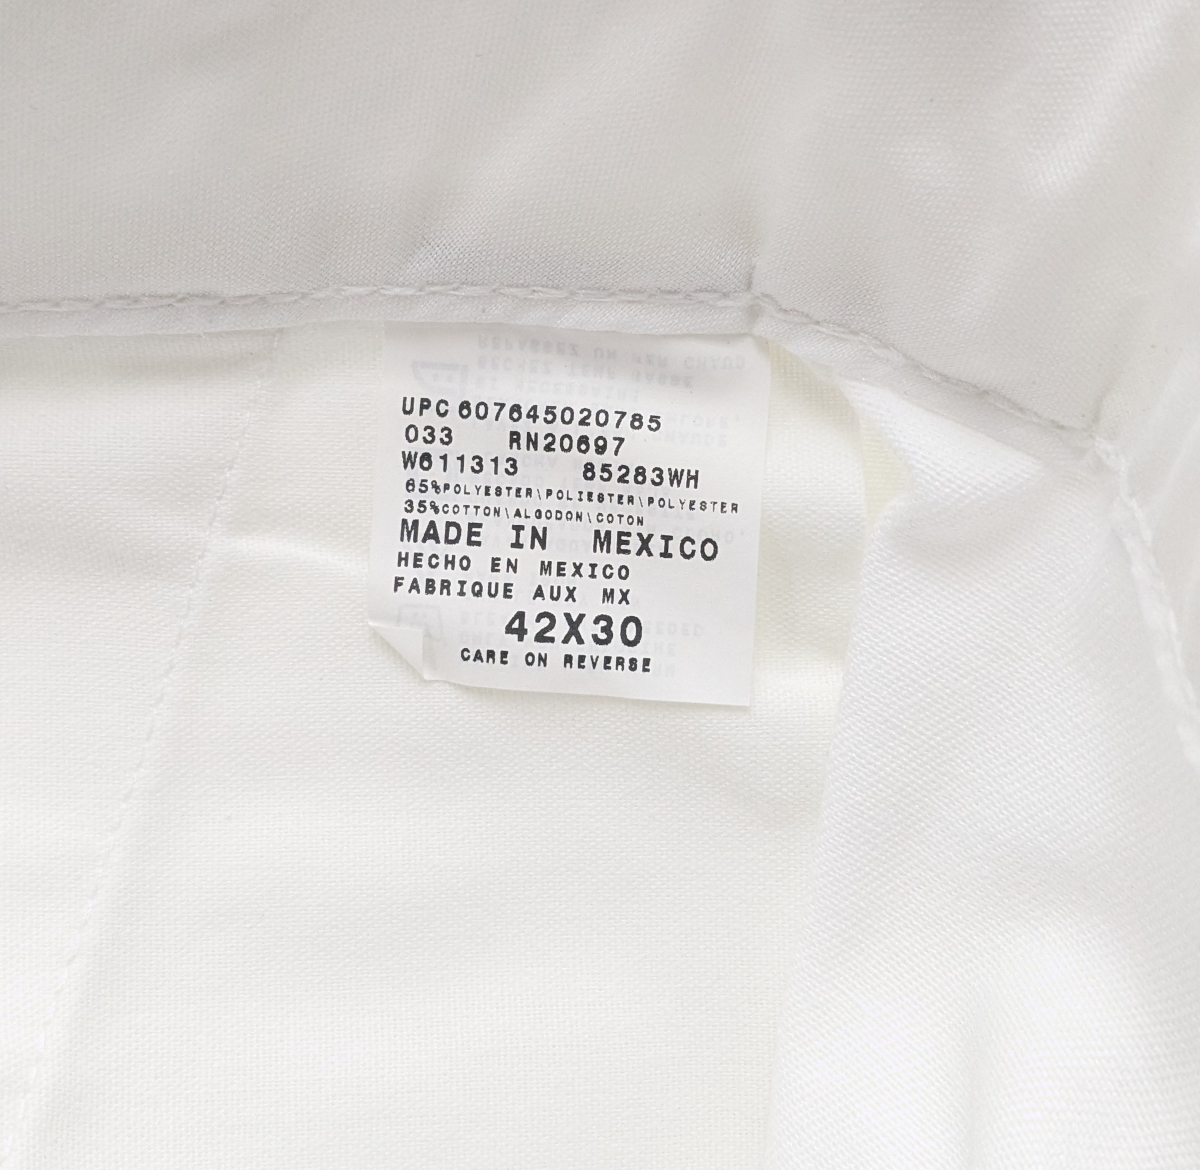 UPC 607645020785
033 RN20697
W611313 85283WH
65%POLYESTER\POLIESTER\POLYESTER
35%COTTON\ALGODON\COTON
MADE IN MEXICO
HECHO EN MEXICO
FABRIQUE AUX MX
42X30
CARE ON REVERSE